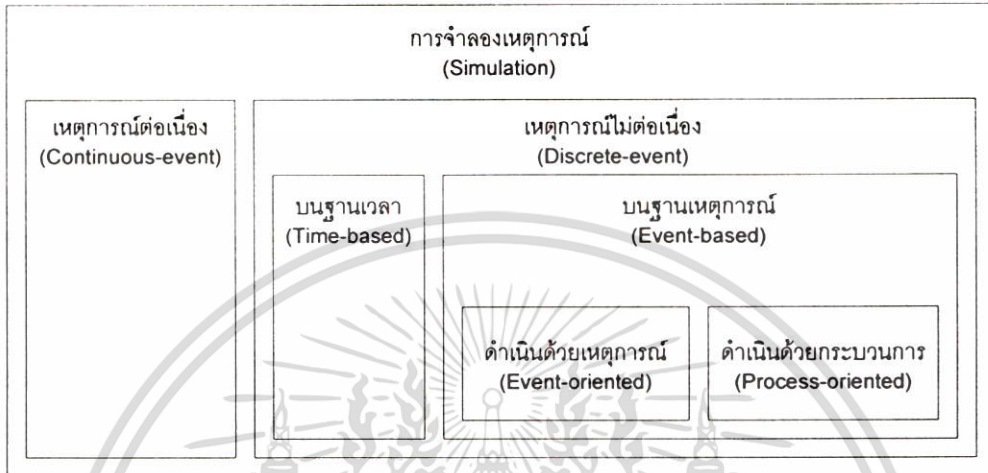 การจำลองเหตุการณ์
(Simulation)
เหตุการณ์ต่อเนื่อง
(Continuous-event)
เหตุการณ์ไม่ต่อเนื่อง
(Discrete-event)
บนฐานเวลา
(Time-based)
บนฐานเหตุการณ์
(Event-based)
ดำเนินด้วยเหตุการณ์
(Event-oriented)
ดำเนินด้วยกระบวนการ
(Process-oriented)